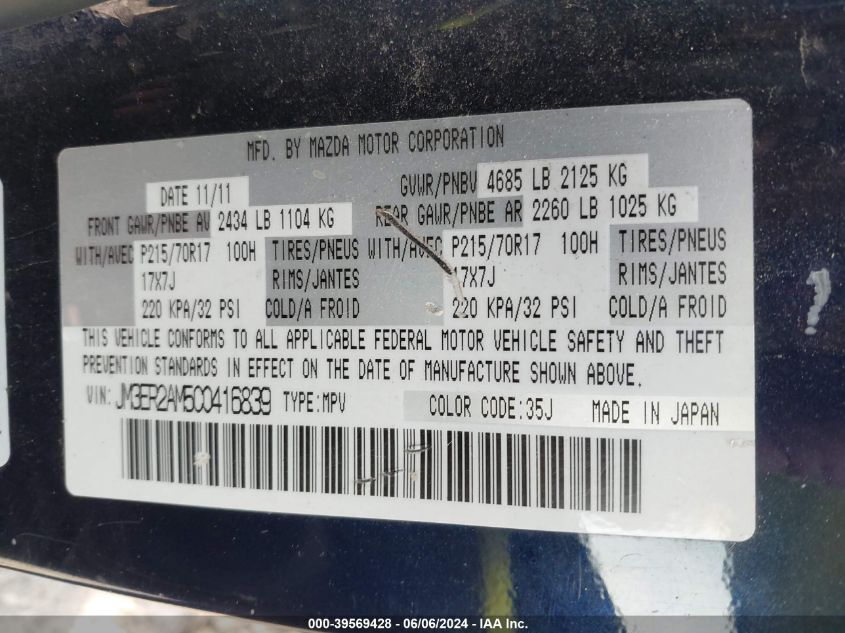 MFD. BY MAZDA MOTOR CORPORATION
DATE 11/11 GVWR/PNBV 4685 LB 2125 KG
FRONT GAWR/PNBE AV 2434 LB 1104 KG REAR GAWR/PNBE AR 2260 LB 1025 KG
WITH/AVEC P215/70R17 100H TIRES/PNEUS WITH/AVEC P215/70R17 100H TIRES/PNEUS
17X7J RIMS/JANTES 17X7J RIMS/JANTES
220 KPA/32 PSI COLD/A FROID 220 KPA/32 PSI COLD/A FROID
THIS VEHICLE CONFORMS TO ALL APPLICABLE FEDERAL MOTOR VEHICLE SAFETY AND THEFT
PREVENTION STANDARDS IN EFFECT ON THE DATE OF MANUFACTURE SHOWN ABOVE.
VIN: JM3ER2AM5C0416839 TYPE:MPV COLOR CODE:35J MADE IN JAPAN
000-39569428 - 06/06/2024 - IAA Inc.